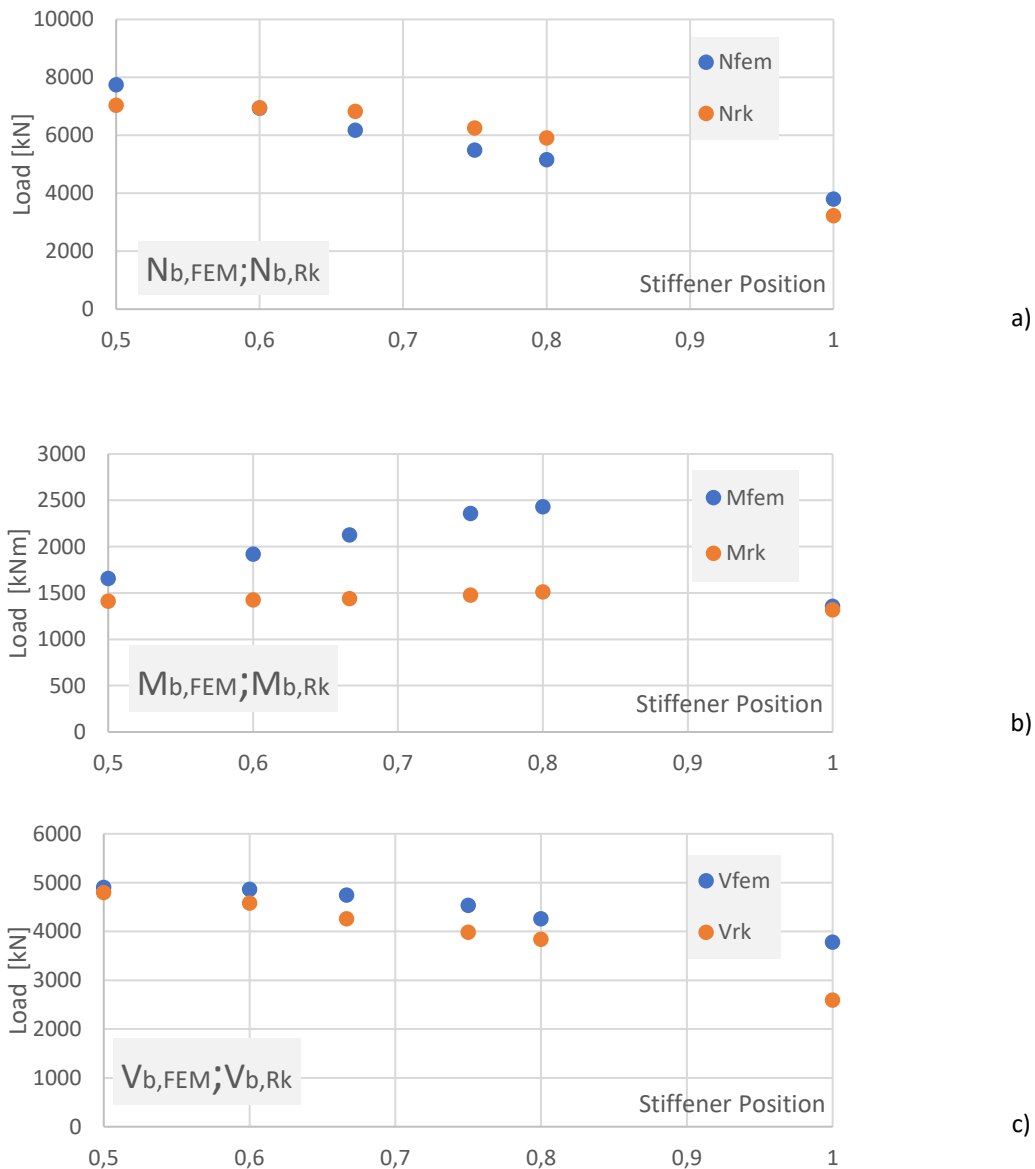 10000
8000
6000
4000
2000
0
Load [kN]
Nfem
Nrk
Nb,FEM;Nb,Rk
Stiffener Position
0,5 0,6 0,7 0,8 0,9 1
a)
3000
2500
2000
1500
1000
500
0
Load [kNm]
Mfem
Mrk
Mb,FEM;Mb,Rk
Stiffener Position
0,5 0,6 0,7 0,8 0,9 1
b)
6000
5000
4000
3000
2000
1000
0
Load [kN]
Vfem
Vrk
Vb,FEM;Vb,Rk
Stiffener Position
0,5 0,6 0,7 0,8 0,9 1
c)